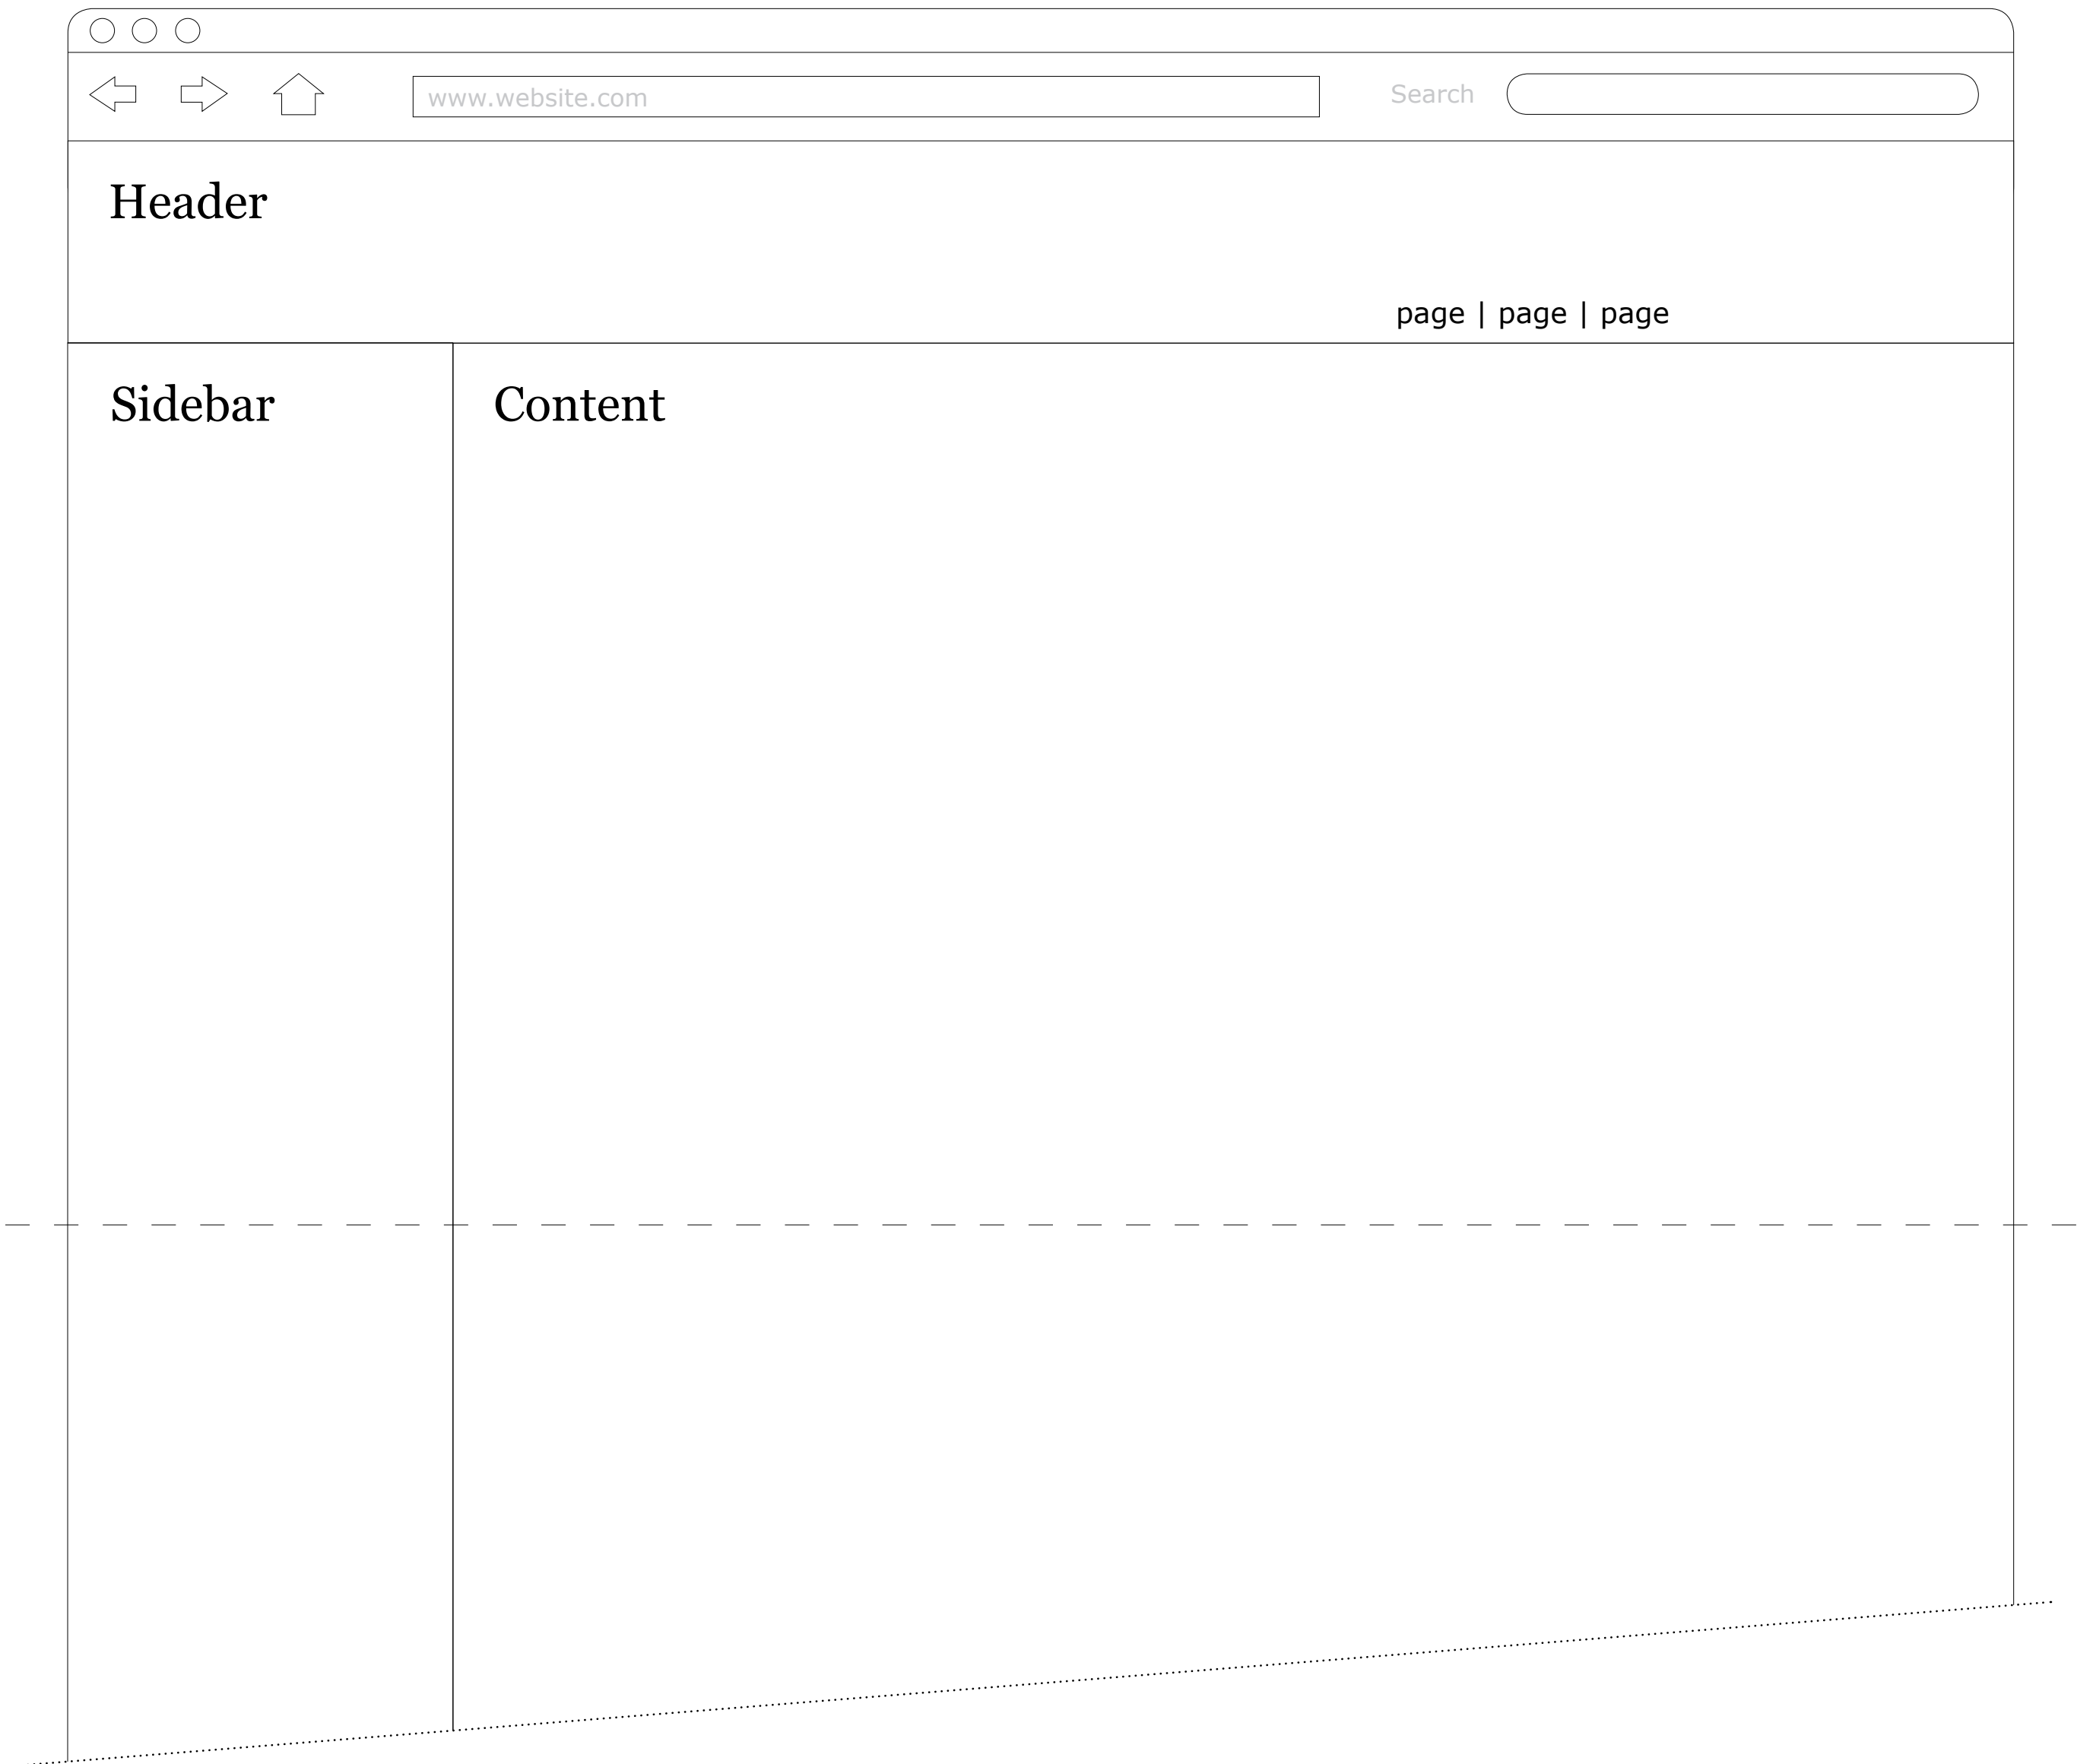 www.website.com
Search
Header
page | page | page
Sidebar
Content